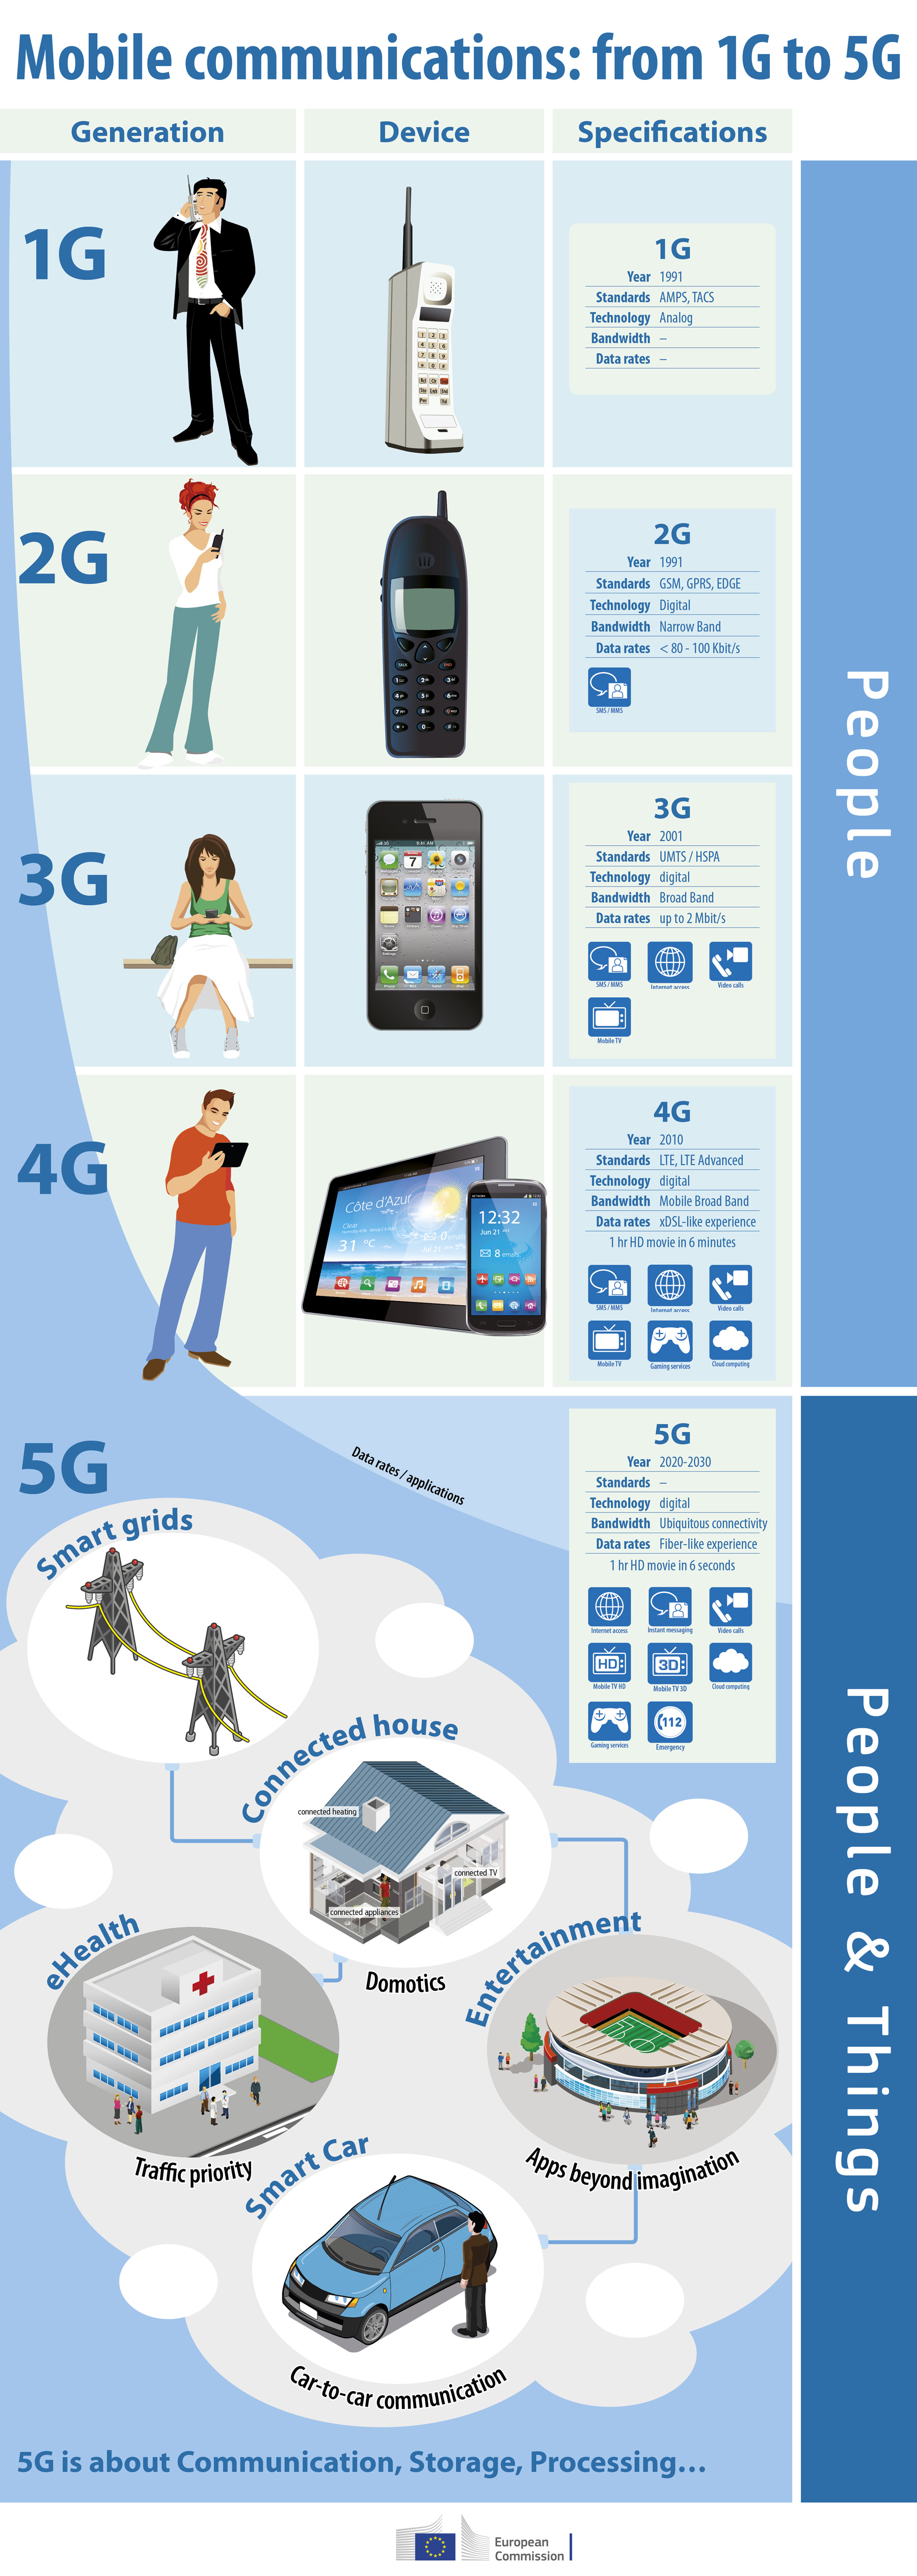 Mobile communications: from 1G to 5G
Generation
Device
Specifications
1G
1G
Year 1991
Standards AMPS, TACS
Technology Analog
Bandwidth –
Data rates –
2G
2G
Year 1991
Standards GSM, GPRS, EDGE
Technology Digital
Bandwidth Narrow Band
Data rates < 80 - 100 Kbit/s
SMS / MMS
People
3G
9:41 AM
7
3G
Year 2001
Standards UMTS / HSPA
Technology digital
Bandwidth Broad Band
Data rates up to 2 Mbit/s
SMS / MMS
Internet access
Video calls
Mobile TV
4G
Côte d'Azur
Clear
31 °C
12:32
Jun 21
8 emails
4G
Year 2010
Standards LTE, LTE Advanced
Technology digital
Bandwidth Mobile Broad Band
Data rates xDSL-like experience
1 hr HD movie in 6 minutes
SMS / MMS
Internet access
Video calls
Mobile TV
Gaming services
Cloud computing
5G
Data rates / applications
5G
Year 2020-2030
Standards –
Technology digital
Bandwidth Ubiquitous connectivity
Data rates Fiber-like experience
1 hr HD movie in 6 seconds
Internet access
Instant messaging
Video calls
HD
Mobile TV HD
3D
Mobile TV 3D
Cloud computing
Gaming services
112
Emergency
People & Things
Smart grids
Connected house
connected heating
connected TV
connected appliances
Domotics
eHealth
Traffic priority
Entertainment
Apps beyond imagination
Smart Car
Car-to-car communication
5G is about Communication, Storage, Processing…
European
Commission